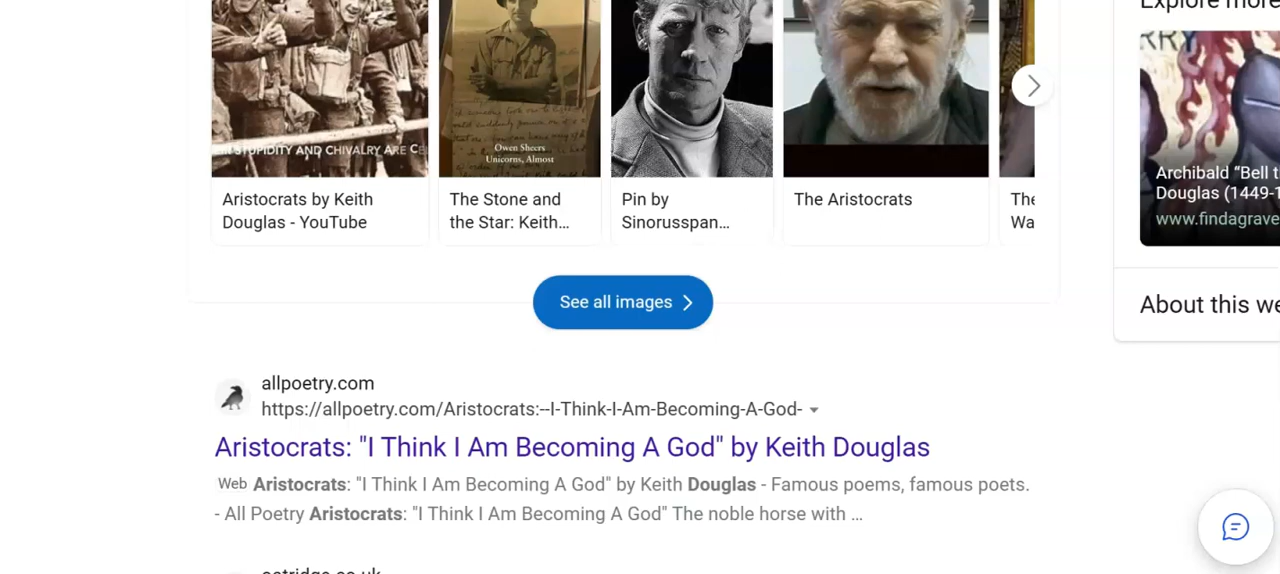 Explore more
RRY
STUPIDITY AND CHIVALRY ARE CE
Owen Sheers
Unicorns, Almost
Archibald “Bell t
Douglas (1449-1
www.findagrave
Aristocrats by Keith
Douglas - YouTube
The Stone and
the Star: Keith...
Pin by
Sinorusspan...
The Aristocrats
The
Wa
See all images
About this we
allpoetry.com
https://allpoetry.com/Aristocrats:--I-Think-I-Am-Becoming-A-God-
Aristocrats: "I Think I Am Becoming A God" by Keith Douglas
Web Aristocrats: "I Think I Am Becoming A God" by Keith Douglas - Famous poems, famous poets.
- All Poetry Aristocrats: "I Think I Am Becoming A God" The noble horse with ...